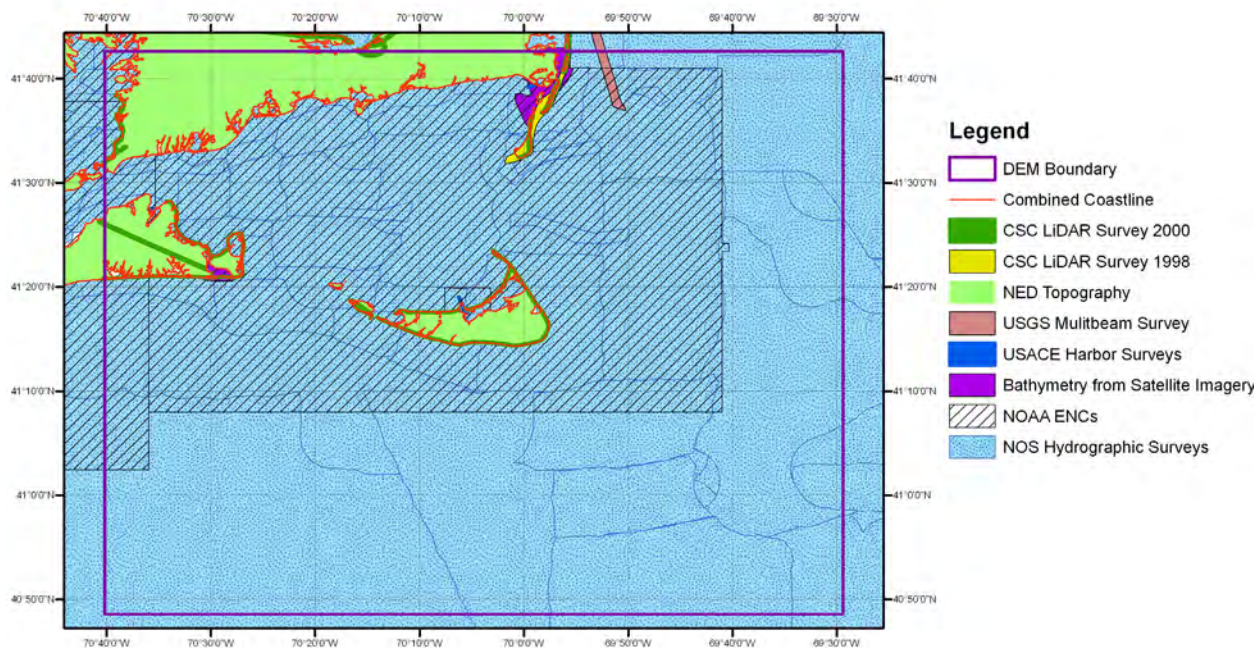 70°40'0"W 70°30'0"W 70°20'0"W 70°10'0"W 70°0'0"W 69°50'0"W 69°40'0"W 69°30'0"W
41°40'0"N 41°40'0"N
41°30'0"N 41°30'0"N
41°20'0"N 41°20'0"N
41°10'0"N 41°10'0"N
41°0'0"N 41°0'0"N
40°50'0"N 40°50'0"N
70°40'0"W 70°30'0"W 70°20'0"W 70°10'0"W 70°0'0"W 69°50'0"W 69°40'0"W 69°30'0"W
Legend
DEM Boundary
Combined Coastline
CSC LiDAR Survey 2000
CSC LiDAR Survey 1998
NED Topography
USGS Mulitbeam Survey
USACE Harbor Surveys
Bathymetry from Satellite Imagery
NOAA ENCs
NOS Hydrographic Surveys